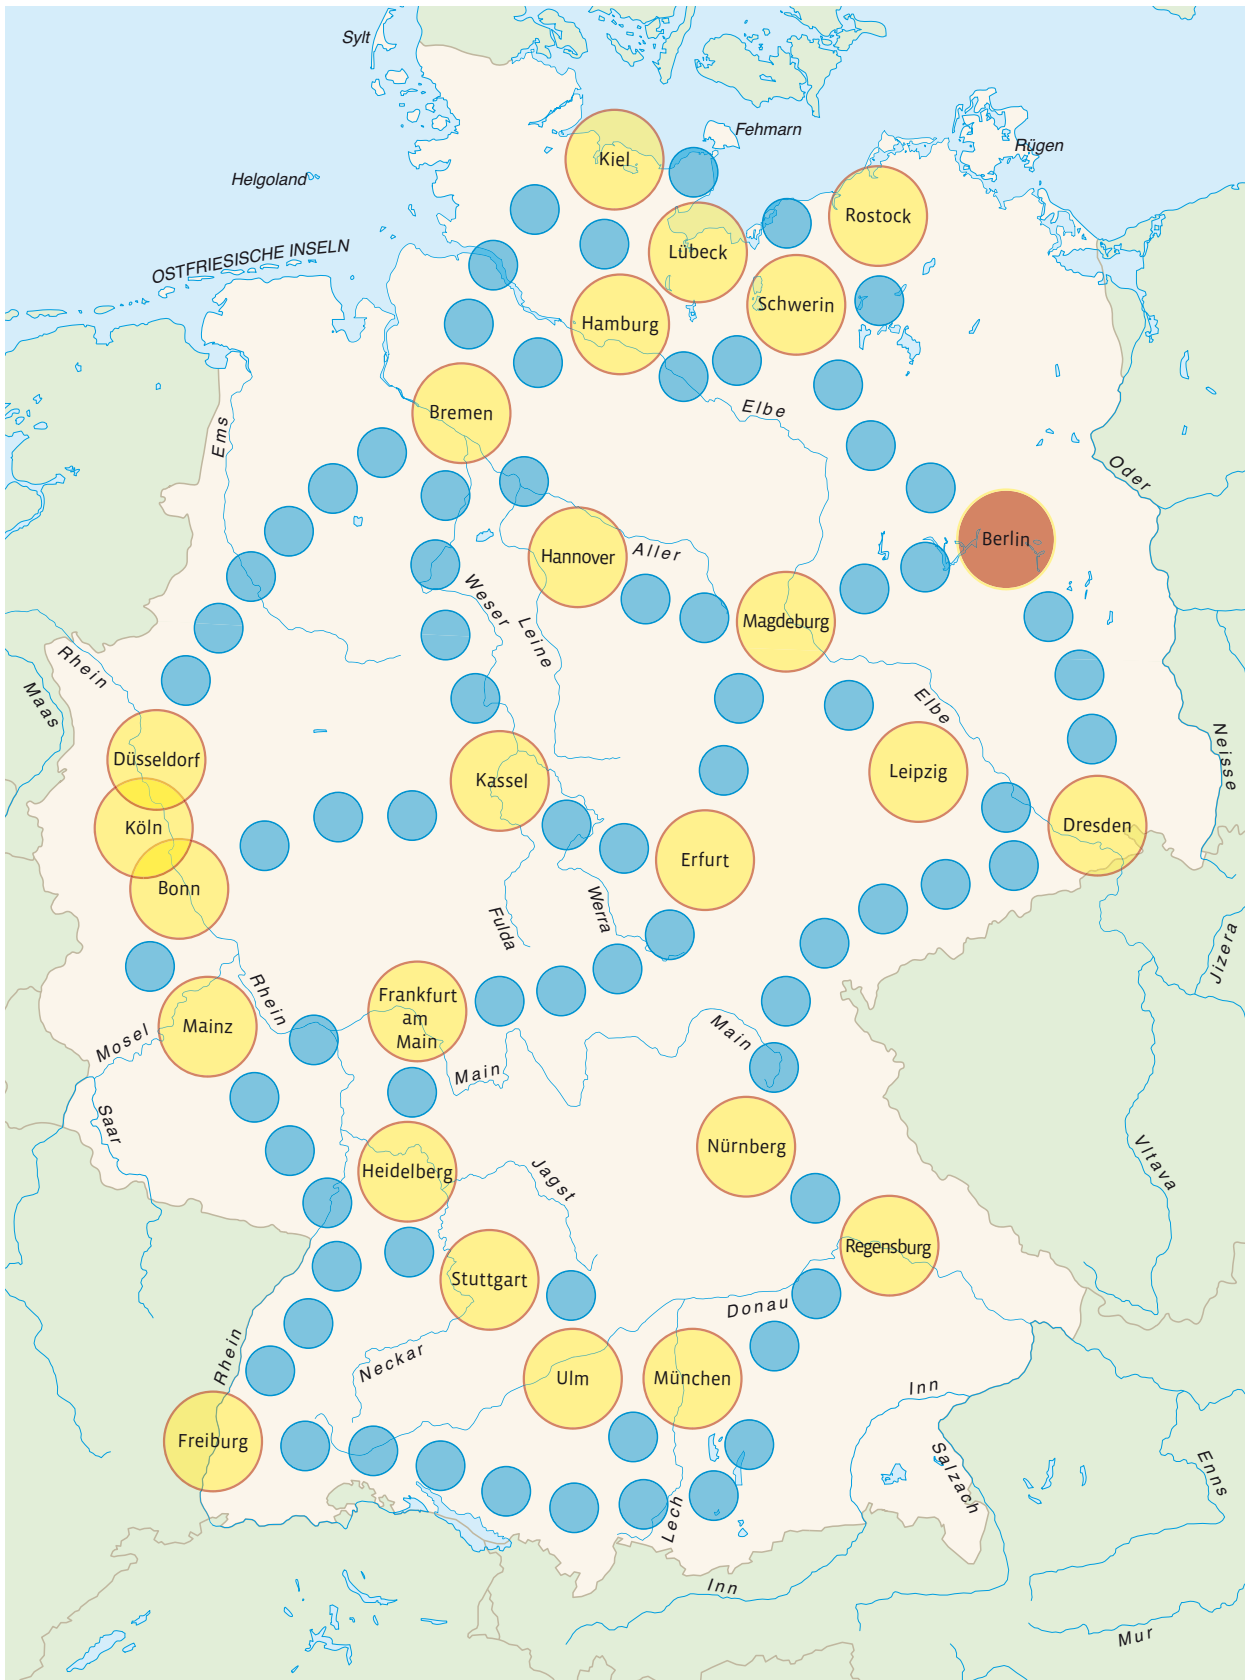 Sylt
Fehmarn
Kiel
Rügen
Helgoland
Rostock
OSTFRIESISCHE INSELN
Lübeck
Schwerin
Hamburg
Bremen
Elbe
Ems
Oder
Berlin
Hannover
Aller
Weser
Leine
Magdeburg
Rhein
Maas
Elbe
Neisse
Düsseldorf
Leipzig
Kassel
Köln
Dresden
Erfurt
Bonn
Werra
Fulda
Jizera
Rhein
Frankfurt
am
Main
Mainz
Main
Mosel
Main
Saar
Nürnberg
Vltava
Heidelberg
Jagst
Regensburg
Stuttgart
Donau
Rhein
Neckar
Ulm
München
Inn
Freiburg
Salzach
Enns
Lech
Inn
Mur